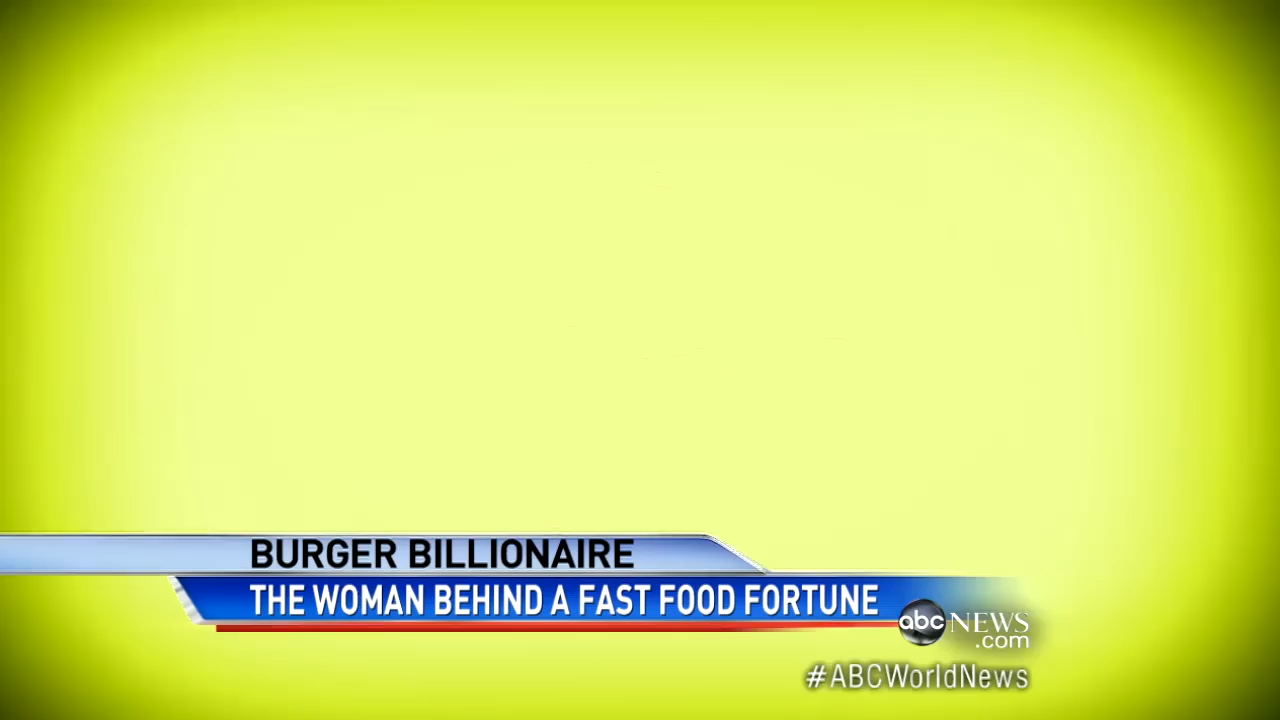 BURGER BILLIONAIRE
THE WOMAN BEHIND A FAST FOOD FORTUNE
abc NEWS
.com
#ABCWorldNews